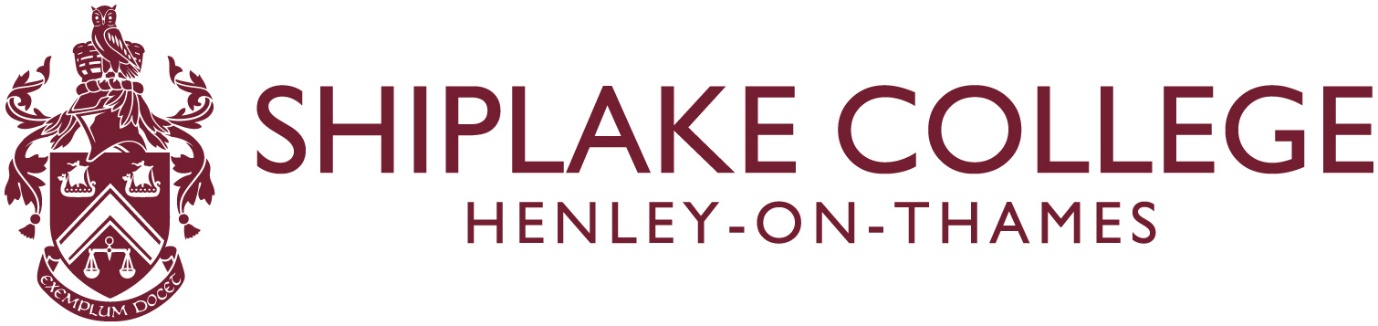 SHIPLAKE COLLEGE
HENLEY-ON-THAMES
EXEMPLUM DOCET